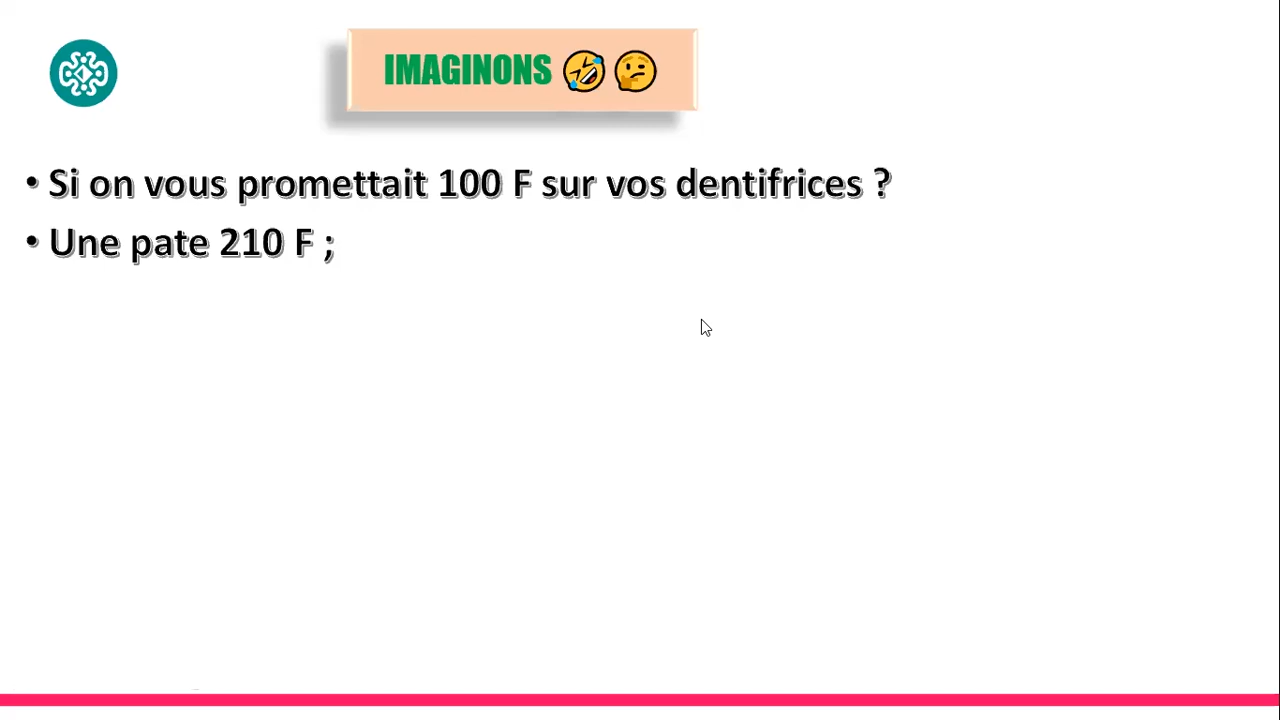 IMAGINONS 🤣🤔
• Si on vous promettait 100 F sur vos dentifrices ?
• Une pate 210 F ;